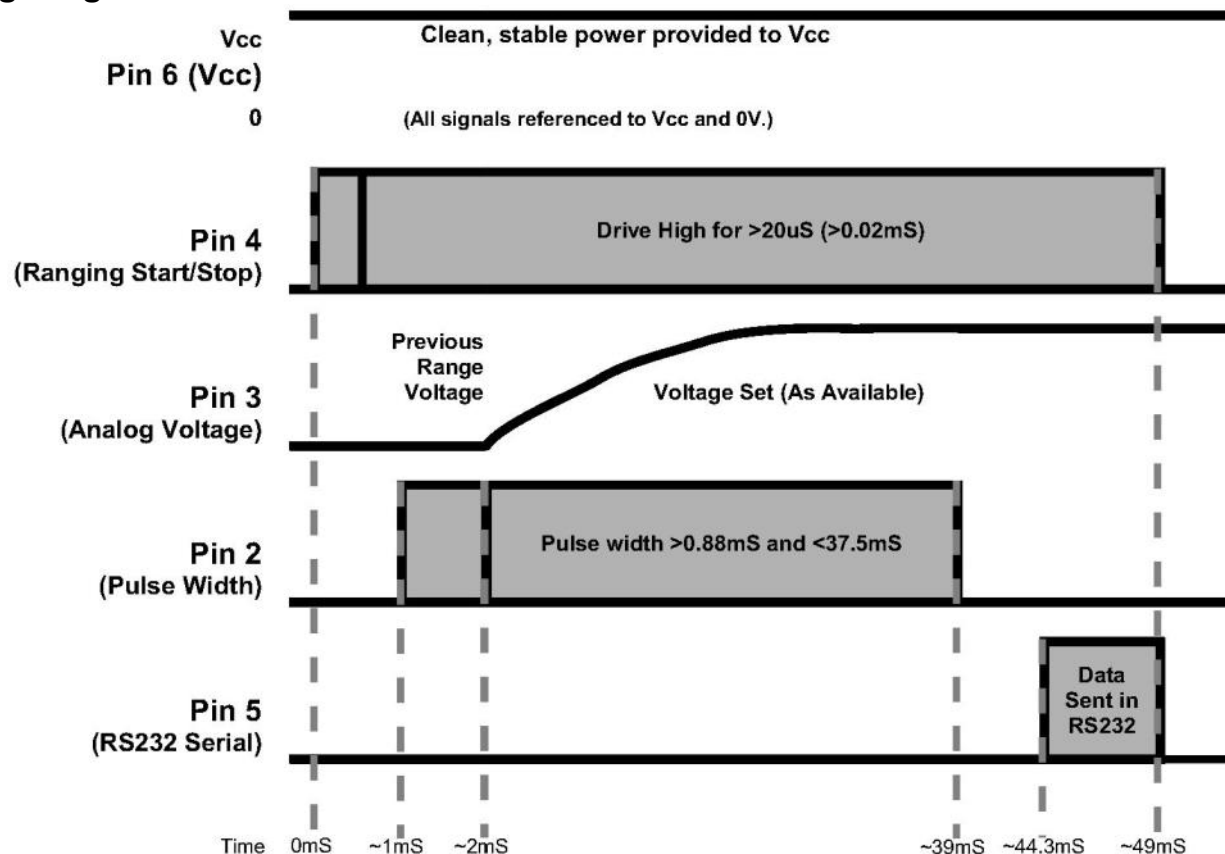 Vcc
Clean, stable power provided to Vcc
Pin 6 (Vcc)
0
(All signals referenced to Vcc and 0V.)
Drive High for >20uS (>0.02mS)
Pin 4
(Ranging Start/Stop)
Previous
Range
Voltage
Voltage Set (As Available)
Pin 3
(Analog Voltage)
Pulse width >0.88mS and <37.5mS
Pin 2
(Pulse Width)
Data
Sent in
RS232
Pin 5
(RS232 Serial)
Time 0mS ~1mS ~2mS ~39mS ~44.3mS ~49mS